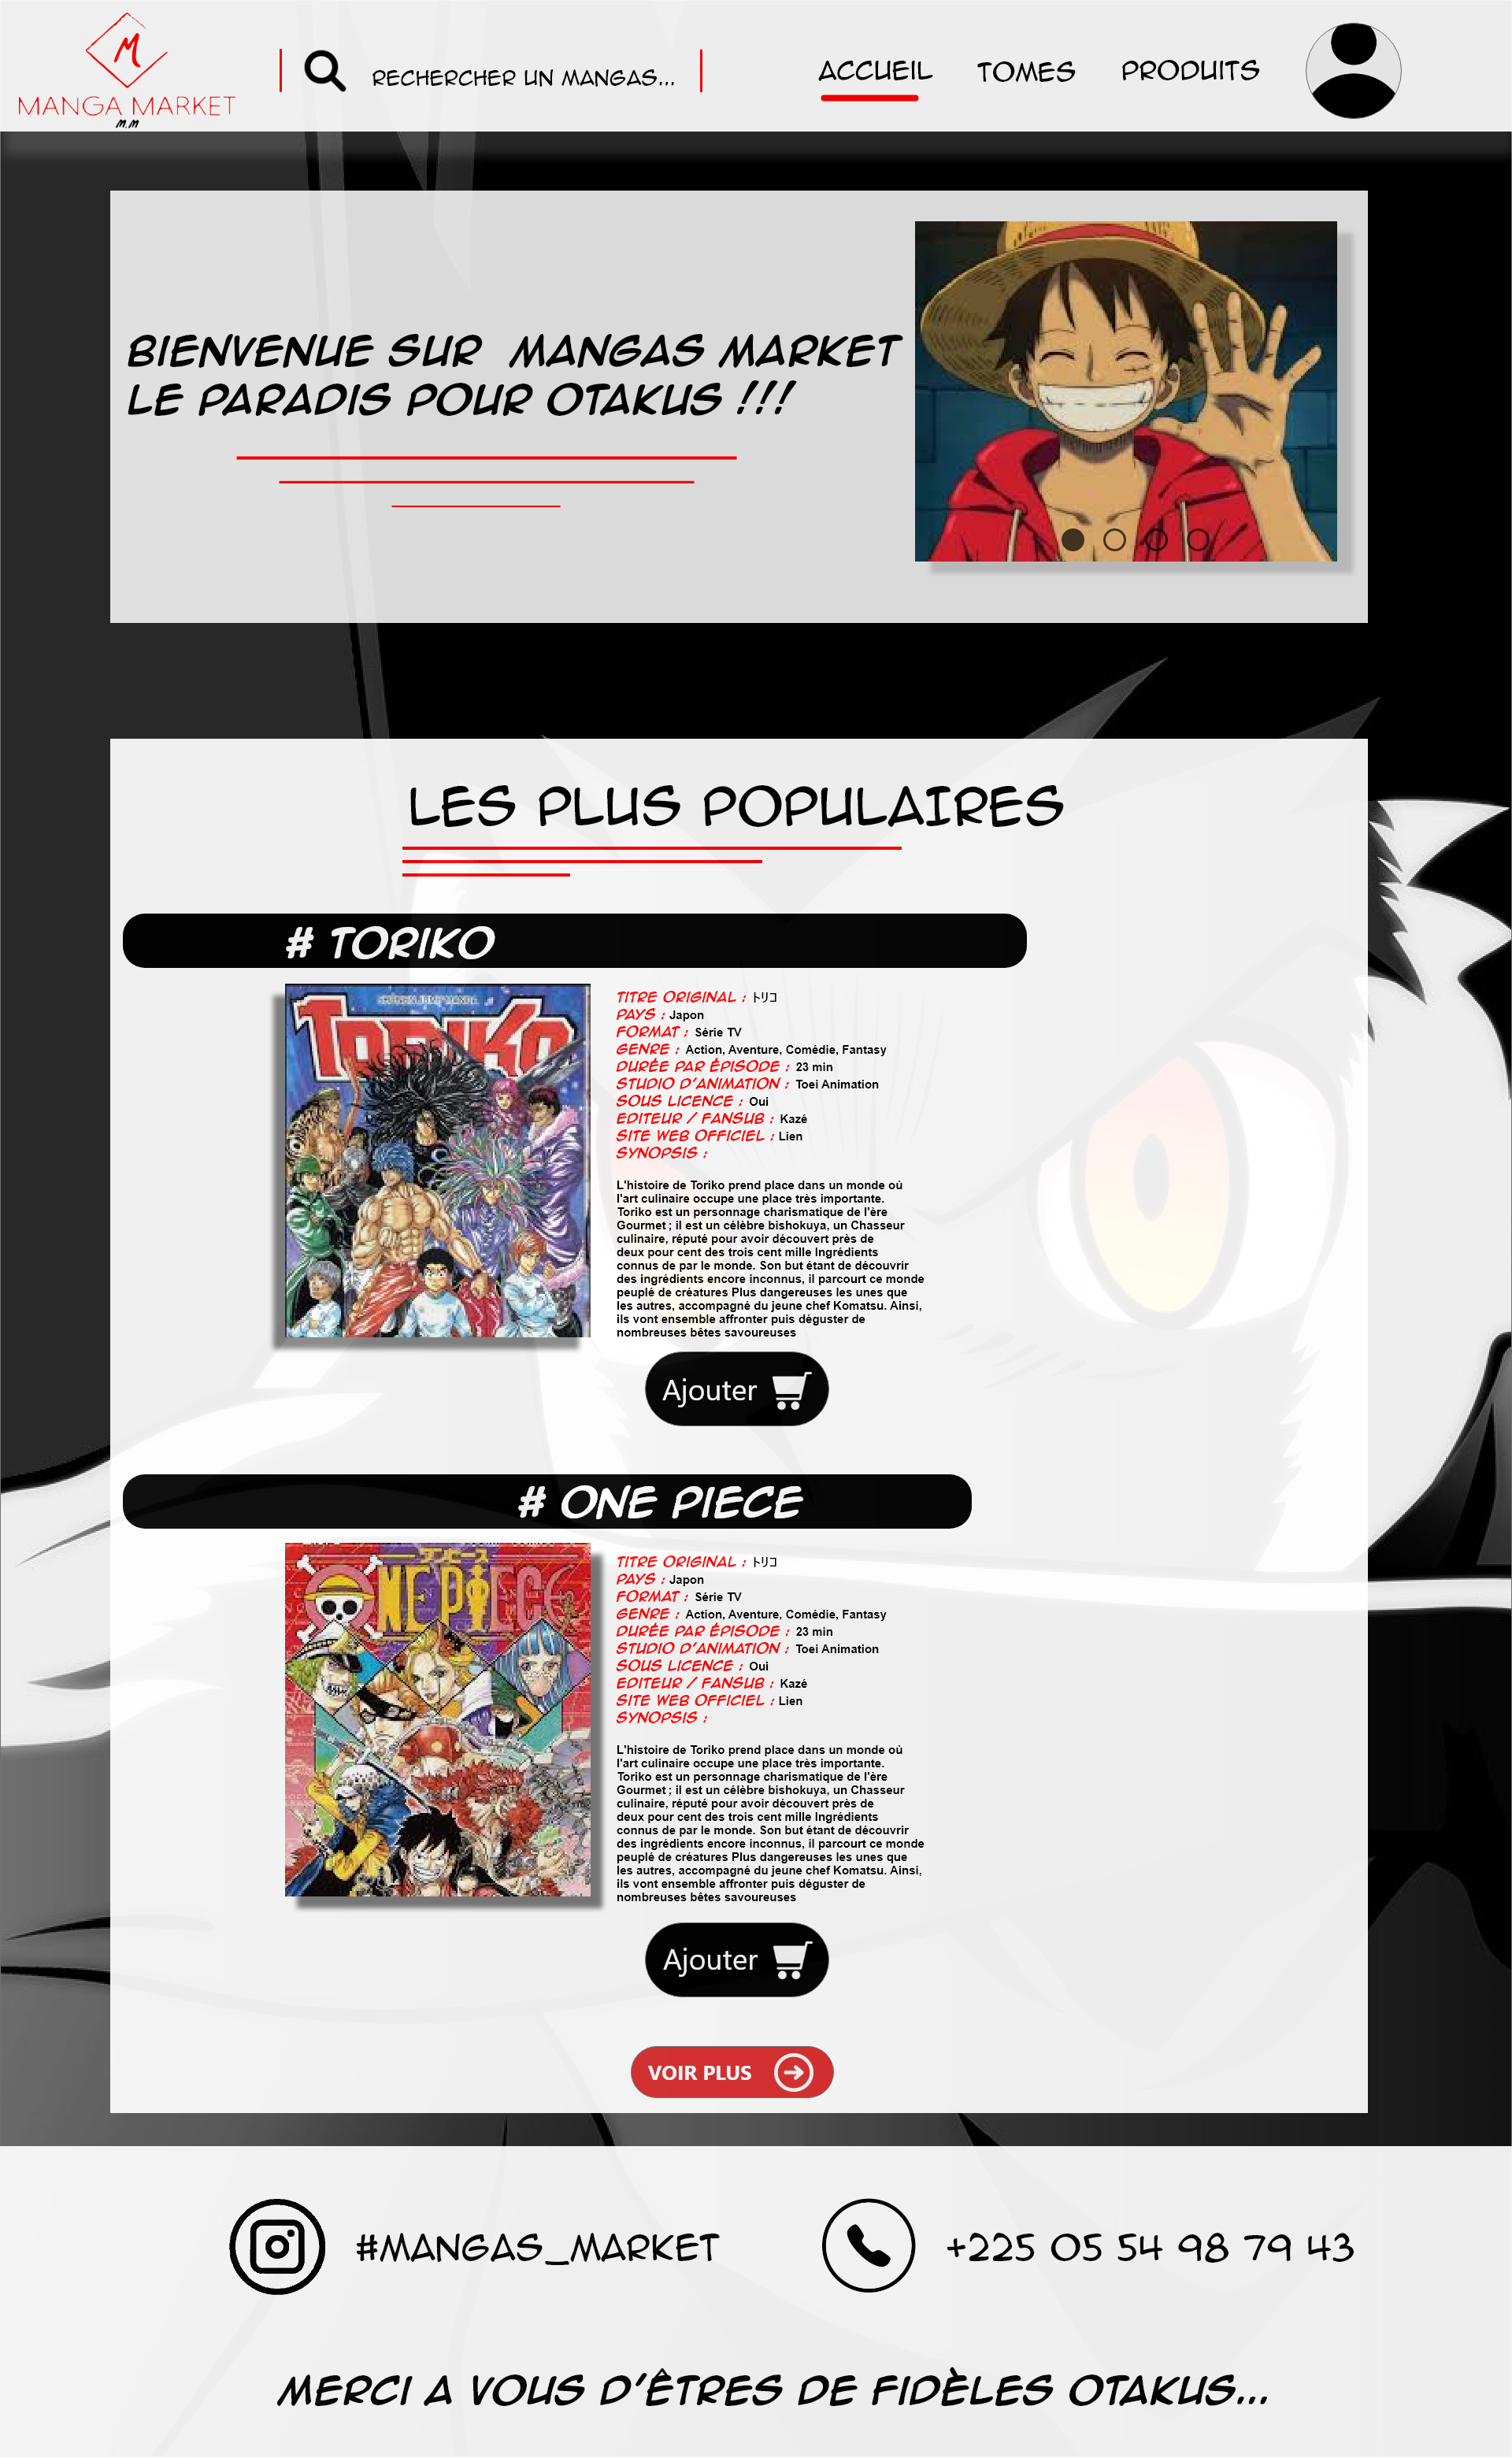 M
MANGA MARKET
M.M
RECHERCHER UN MANGAS...
ACCUEIL
TOMES
PRODUITS
BIENVENUE SUR MANGAS MARKET
LE PARADIS POUR OTAKUS !!!
LES PLUS POPULAIRES
# TORIKO
SHONEN JUMP MANGA
TORIKO
TITRE ORIGINAL : トリコ
PAYS : Japon
FORMAT : Série TV
GENRE : Action, Aventure, Comédie, Fantasy
DURÉE PAR ÉPISODE : 23 min
STUDIO D'ANIMATION : Toei Animation
SOUS LICENCE : Oui
EDITEUR / FANSUB : Kazé
SITE WEB OFFICIEL : Lien
SYNOPSIS :
L'histoire de Toriko prend place dans un monde où
l'art culinaire occupe une place très importante.
Toriko est un personnage charismatique de l'ère
Gourmet ; il est un célèbre bishokuya, un Chasseur
culinaire, réputé pour avoir découvert près de
deux pour cent des trois cent mille Ingrédients
connus de par le monde. Son but étant de découvrir
des ingrédients encore inconnus, il parcourt ce monde
peuplé de créatures Plus dangereuses les unes que
les autres, accompagné du jeune chef Komatsu. Ainsi,
ils vont ensemble affronter puis déguster de
nombreuses bêtes savoureuses
Ajouter
# ONE PIECE
ワンピース
ONE PIECE
TITRE ORIGINAL : トリコ
PAYS : Japon
FORMAT : Série TV
GENRE : Action, Aventure, Comédie, Fantasy
DURÉE PAR ÉPISODE : 23 min
STUDIO D'ANIMATION : Toei Animation
SOUS LICENCE : Oui
EDITEUR / FANSUB : Kazé
SITE WEB OFFICIEL : Lien
SYNOPSIS :
L'histoire de Toriko prend place dans un monde où
l'art culinaire occupe une place très importante.
Toriko est un personnage charismatique de l'ère
Gourmet ; il est un célèbre bishokuya, un Chasseur
culinaire, réputé pour avoir découvert près de
deux pour cent des trois cent mille Ingrédients
connus de par le monde. Son but étant de découvrir
des ingrédients encore inconnus, il parcourt ce monde
peuplé de créatures Plus dangereuses les unes que
les autres, accompagné du jeune chef Komatsu. Ainsi,
ils vont ensemble affronter puis déguster de
nombreuses bêtes savoureuses
Ajouter
VOIR PLUS
#MANGAS_MARKET
+225 05 54 98 79 43
MERCI A VOUS D'ÊTRES DE FIDÈLES OTAKUS...